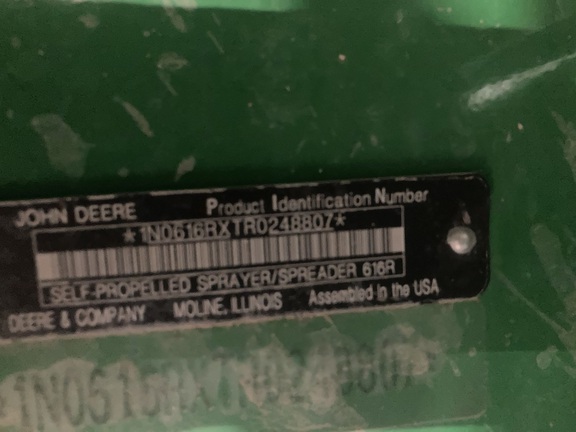 JOHN DEERE Product Identification Number
*1N0616RXTR0248807*
SELF-PROPELLED SPRAYER/SPREADER 616R
DEERE & COMPANY MOLINE, ILLINOIS Assembled in the USA